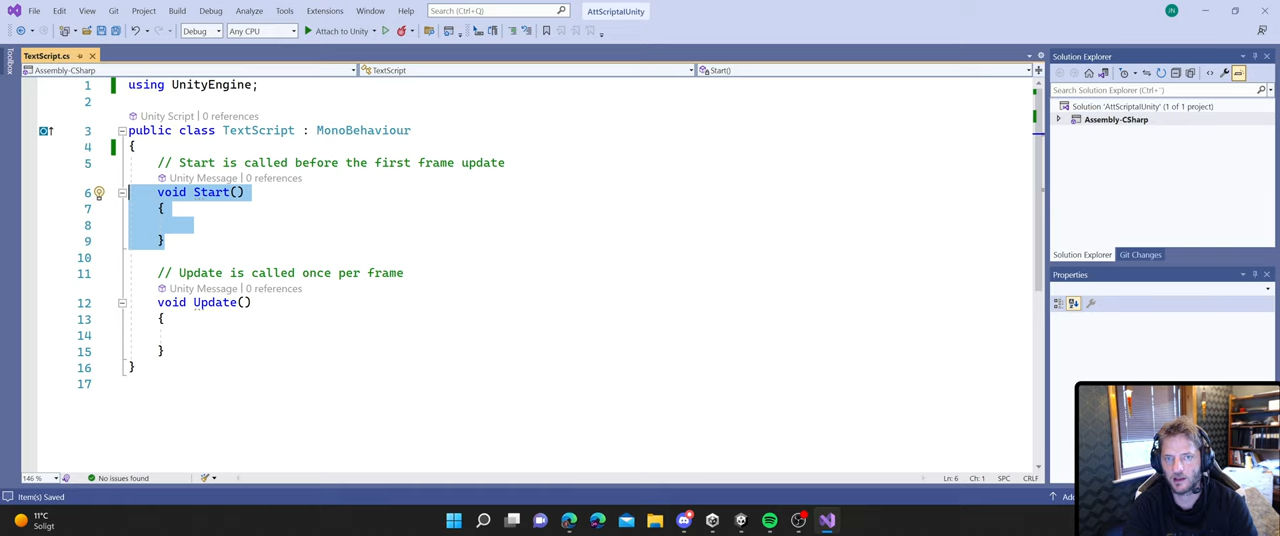 File Edit View Git Project Build Debug Analyze Tools Extensions Window Help Search (Ctrl+Q) AttScriptaIUnity JN
Debug Any CPU Attach to Unity
Toolbox
TextScript.cs
Assembly-CSharp TextScript Start()
1 using UnityEngine;
2
Unity Script | 0 references
3 public class TextScript : MonoBehaviour
4 {
5 // Start is called before the first frame update
Unity Message | 0 references
6 void Start()
7 {
8
9 }
10
11 // Update is called once per frame
Unity Message | 0 references
12 void Update()
13 {
14
15 }
16 }
17
146 % No issues found Ln: 6 Ch: 1 SPC CRLF
Item(s) Saved
Solution Explorer
Search Solution Explorer (Ctrl+¨)
Solution 'AttScriptaIUnity' (1 of 1 project)
Assembly-CSharp
Solution Explorer Git Changes
Properties
11°C
Soligt